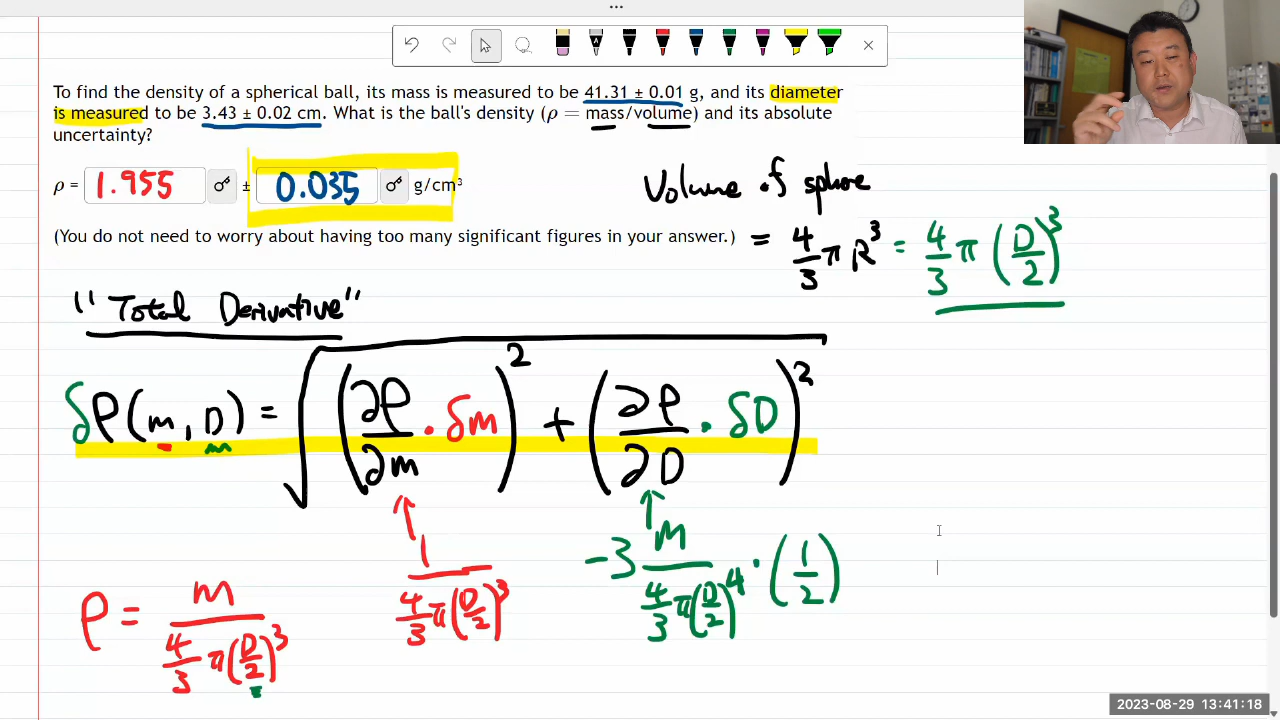 To find the density of a spherical ball, its mass is measured to be 41.31 ± 0.01 g, and its diameter
is measured to be 3.43 ± 0.02 cm. What is the ball's density (ρ = mass/volume) and its absolute
uncertainty?
ρ = 1.955 ± 0.035 g/cm³
(You do not need to worry about having too many significant figures in your answer.)
Volume of sphere
= 4/3 π R³ = 4/3 π (D/2)³
"Total Derivative"
δρ(m, D) = √((∂ρ/∂m · δm)² + (∂ρ/∂D · δD)²)
1/(4/3 π (D/2)³)
-3 m/(4/3 π (D/2)⁴) · (1/2)
ρ = m/(4/3 π (D/2)³)
2023-08-29 13:41:18